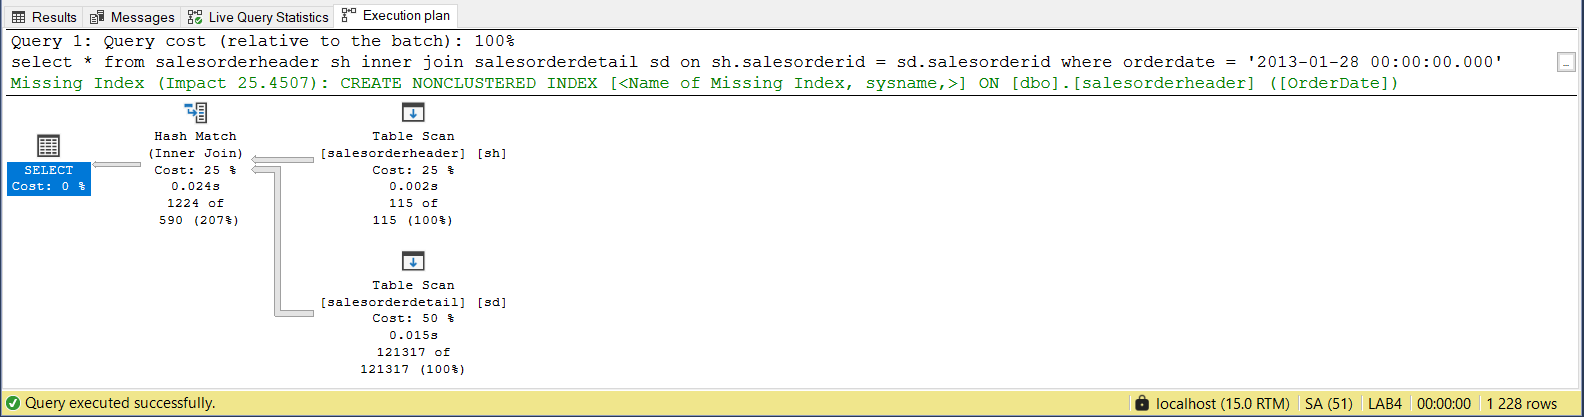 Results Messages Live Query Statistics Execution plan
Query 1: Query cost (relative to the batch): 100%
select * from salesorderheader sh inner join salesorderdetail sd on sh.salesorderid = sd.salesorderid where orderdate = '2013-01-28 00:00:00.000'
Missing Index (Impact 25.4507): CREATE NONCLUSTERED INDEX [<Name of Missing Index, sysname,>] ON [dbo].[salesorderheader] ([OrderDate])
SELECT
Cost: 0 %
Hash Match
(Inner Join)
Cost: 25 %
0.024s
1224 of
590 (207%)
Table Scan
[salesorderheader] [sh]
Cost: 25 %
0.002s
115 of
115 (100%)
Table Scan
[salesorderdetail] [sd]
Cost: 50 %
0.015s
121317 of
121317 (100%)
Query executed successfully. localhost (15.0 RTM) SA (51) LAB4 00:00:00 1 228 rows